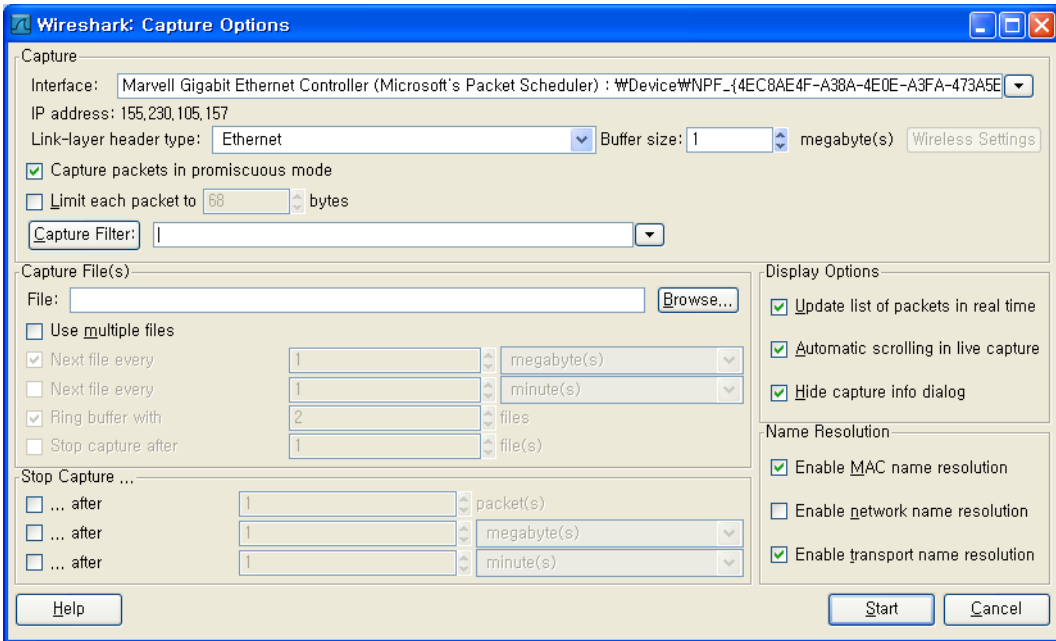 Wireshark: Capture Options
Capture
Interface: Marvell Gigabit Ethernet Controller (Microsoft's Packet Scheduler) : ₩Device₩NPF_{4EC8AE4F-A38A-4E0E-A3FA-473A5E
IP address: 155,230,105,157
Link-layer header type: Ethernet Buffer size: 1 megabyte(s) Wireless Settings
Capture packets in promiscuous mode
Limit each packet to 68 bytes
Capture Filter:
Capture File(s)
File: Browse...
Use multiple files
Next file every 1 megabyte(s)
Next file every 1 minute(s)
Ring buffer with 2 files
Stop capture after 1 file(s)
Stop Capture ...
... after 1 packet(s)
... after 1 megabyte(s)
... after 1 minute(s)
Display Options
Update list of packets in real time
Automatic scrolling in live capture
Hide capture info dialog
Name Resolution
Enable MAC name resolution
Enable network name resolution
Enable transport name resolution
Help Start Cancel